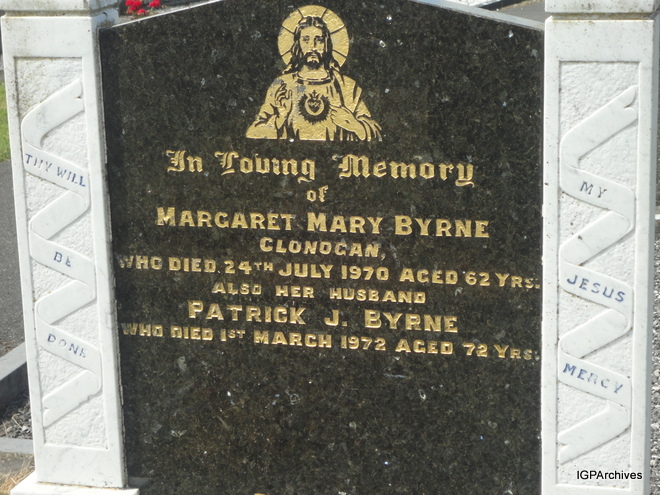 In Loving Memory
of
MARGARET MARY BYRNE
CLONOGAN,
WHO DIED 24TH JULY 1970 AGED 62 YRS.
ALSO HER HUSBAND
PATRICK J. BYRNE
WHO DIED 1ST MARCH 1972 AGED 72 YRS.
THY WILL
BE
DONE
MY
JESUS
MERCY
IGPArchives